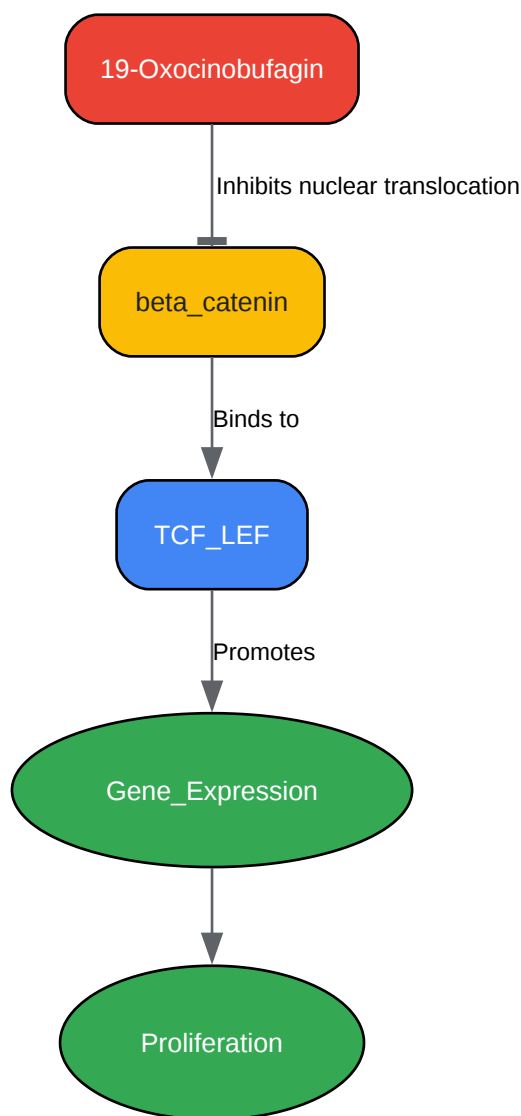 19-Oxocinobufagin
Inhibits nuclear translocation
beta_catenin
Binds to
TCF_LEF
Promotes
Gene_Expression
Proliferation